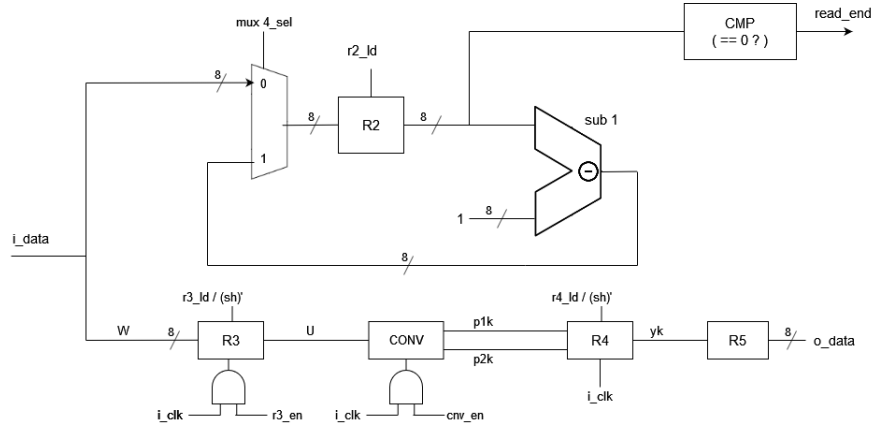 mux 4_sel
read_end
CMP
( == 0 ? )
r2_ld
8
0
8
R2
8
sub 1
1
-
1
8
i_data
8
r3_ld / (sh)'
r4_ld / (sh)'
W
8
R3
U
CONV
p1k
p2k
R4
yk
R5
8
o_data
i_clk
r3_en
i_clk
cnv_en
i_clk